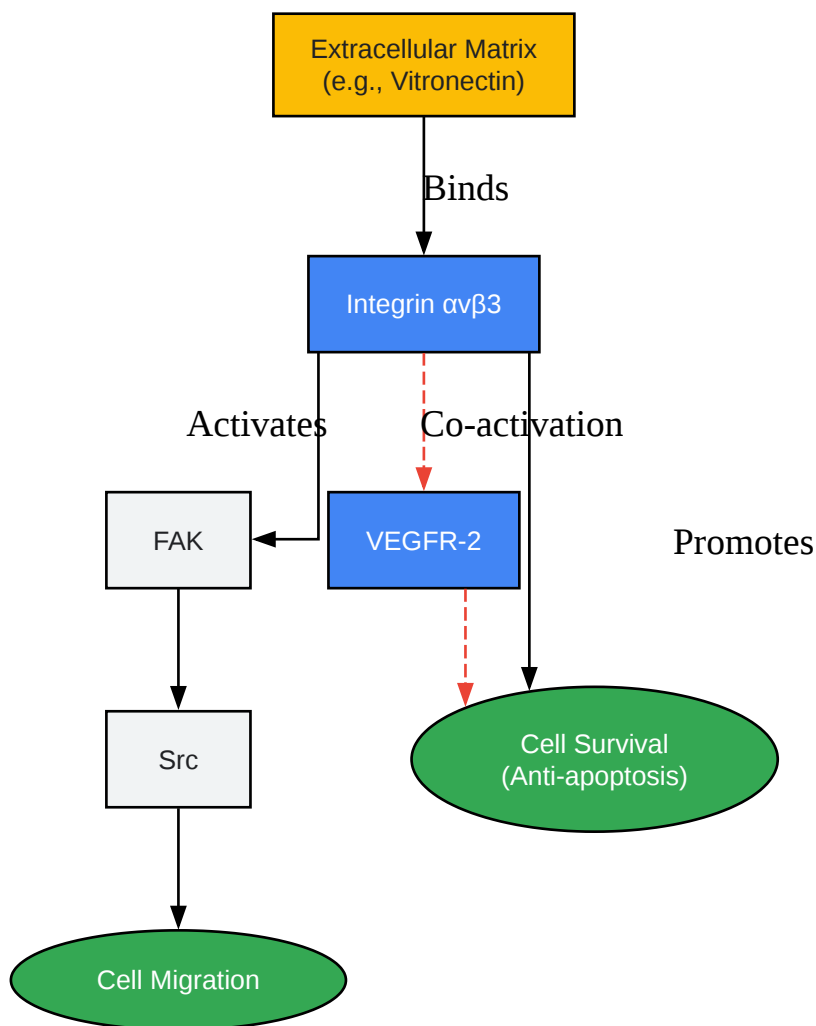 Extracellular Matrix
(e.g., Vitronectin)
Binds
Integrin αvβ3
Activates
Co-activation
FAK
VEGFR-2
Promotes
Src
Cell Survival
(Anti-apoptosis)
Cell Migration